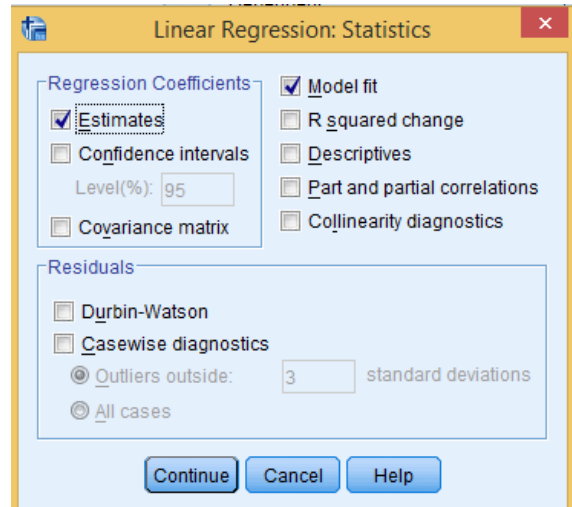 Linear Regression: Statistics
Regression Coefficients
Estimates
Confidence intervals
Level(%): 95
Covariance matrix
Model fit
R squared change
Descriptives
Part and partial correlations
Collinearity diagnostics
Residuals
Durbin-Watson
Casewise diagnostics
Outliers outside: 3 standard deviations
All cases
Continue Cancel Help